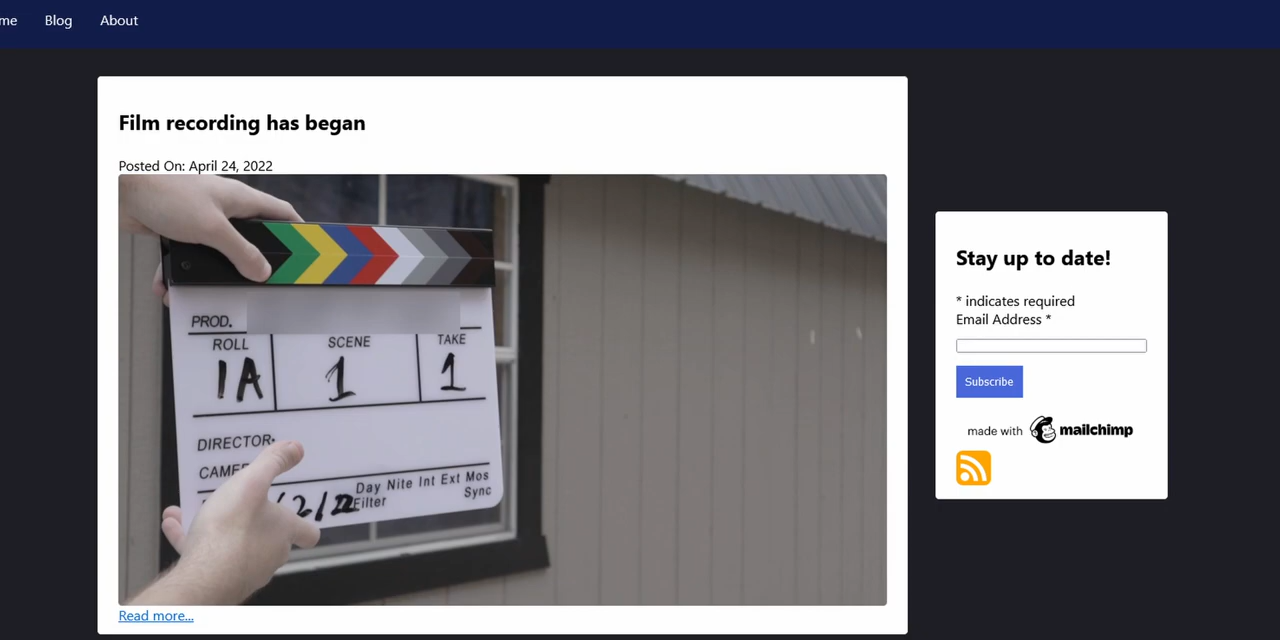 me Blog About
Film recording has began
Posted On: April 24, 2022
PROD.
ROLL SCENE TAKE
1A 1 1
DIRECTOR:
Day Nite Int Ext Mos
Filter Sync
Read more...
Stay up to date!
* indicates required
Email Address *
Subscribe
made with mailchimp